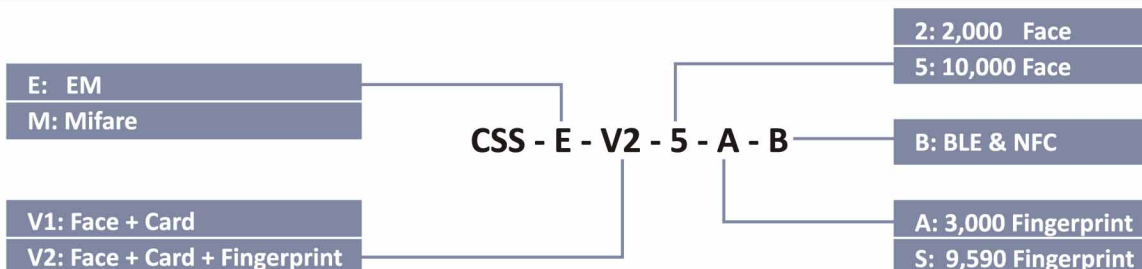 2: 2,000 Face
5: 10,000 Face
E: EM
M: Mifare
CSS - E - V2 - 5 - A - B
B: BLE & NFC
V1: Face + Card
V2: Face + Card + Fingerprint
A: 3,000 Fingerprint
S: 9,590 Fingerprint